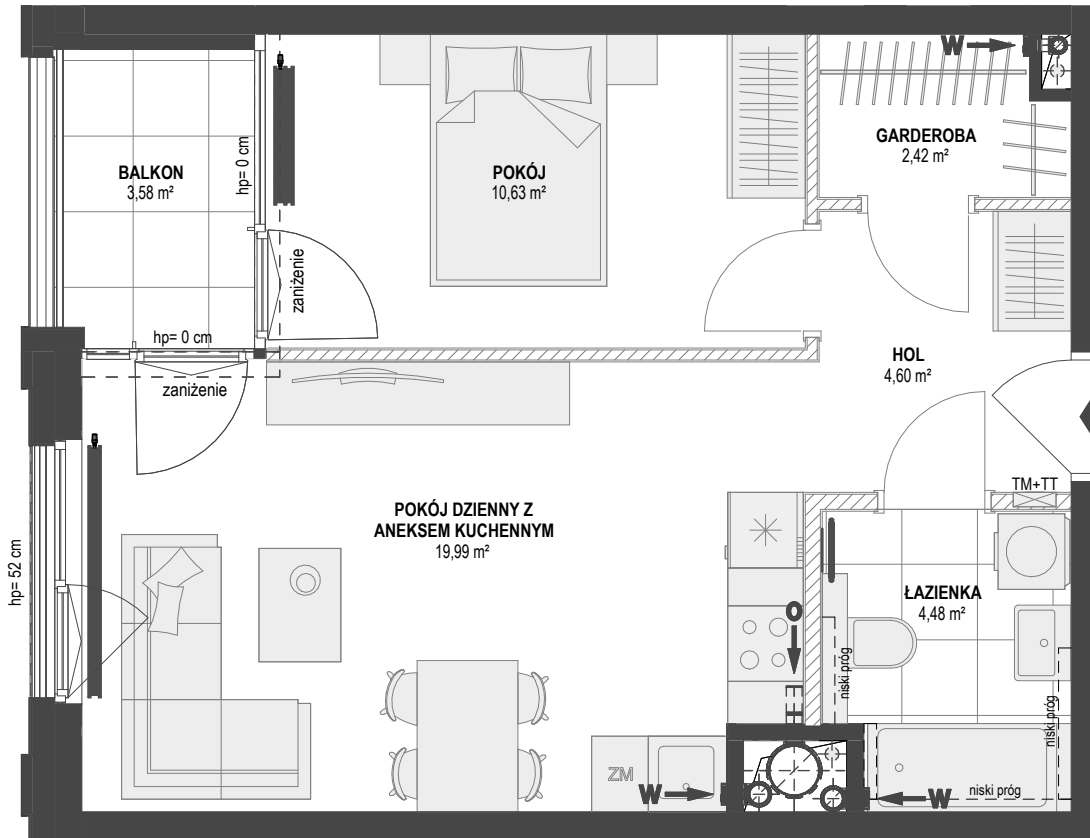 W
GARDEROBA
2,42 m²
BALKON
3,58 m²
hp= 0 cm
POKÓJ
10,63 m²
zaniżenie
hp= 0 cm
zaniżenie
HOL
4,60 m²
TM+TT
POKÓJ DZIENNY Z
ANEKSEM KUCHENNYM
19,99 m²
hp= 52 cm
ŁAZIENKA
4,48 m²
O
niski próg
niski próg
ZM
W
W
niski próg